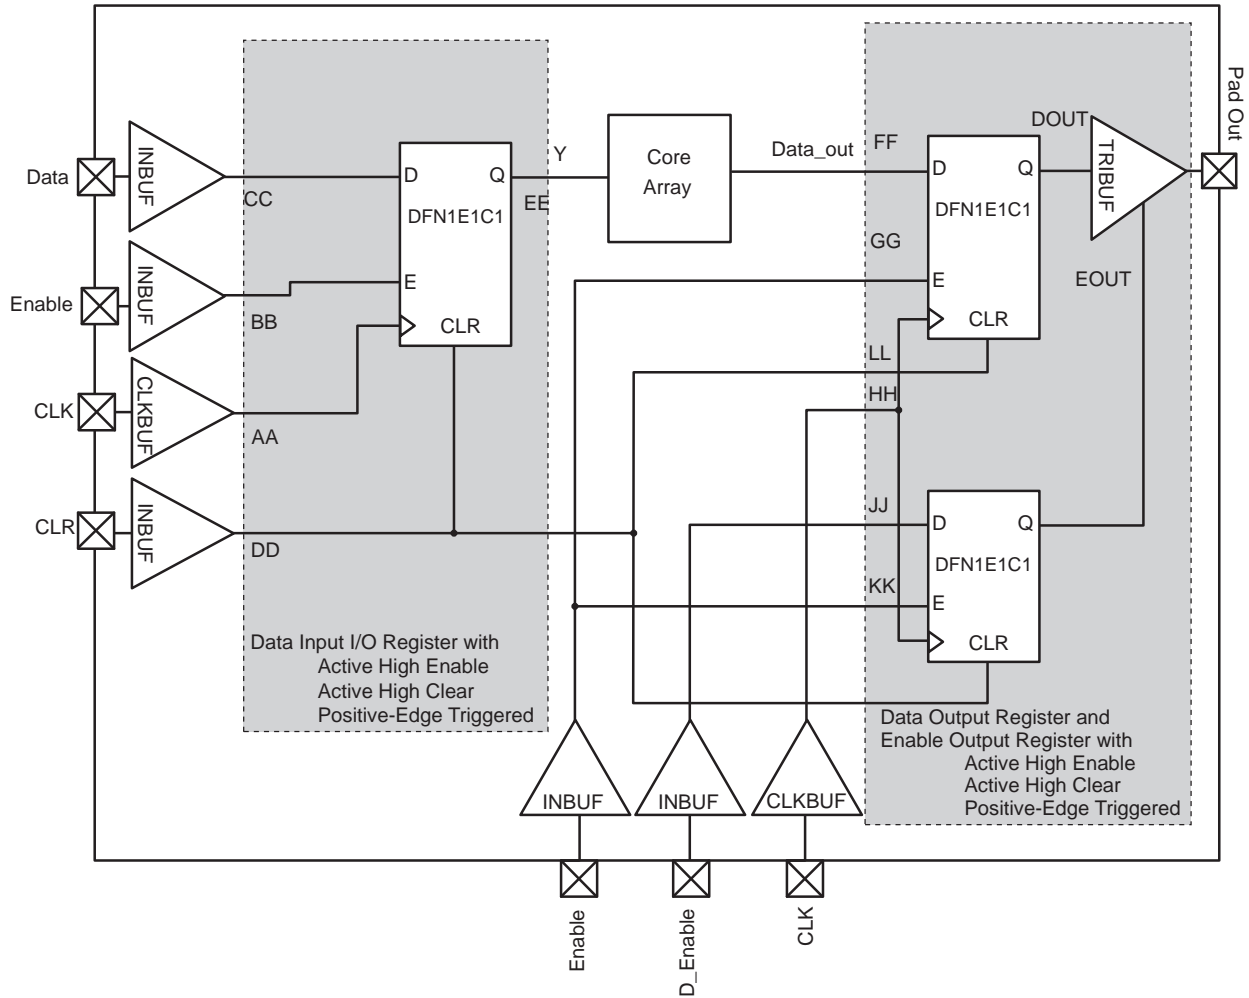 Data
INBUF
CC
Enable
INBUF
BB
CLK
CLKBUF
AA
CLR
INBUF
DD
D
Q
DFN1E1C1
E
CLR
Y
EE
Data Input I/O Register with
Active High Enable
Active High Clear
Positive-Edge Triggered
Core
Array
Data_out
FF
GG
D
Q
DFN1E1C1
E
CLR
DOUT
TRIBUF
Pad Out
EOUT
LL
HH
JJ
KK
D
Q
DFN1E1C1
E
CLR
Data Output Register and
Enable Output Register with
Active High Enable
Active High Clear
Positive-Edge Triggered
INBUF
INBUF
CLKBUF
Enable
D_Enable
CLK